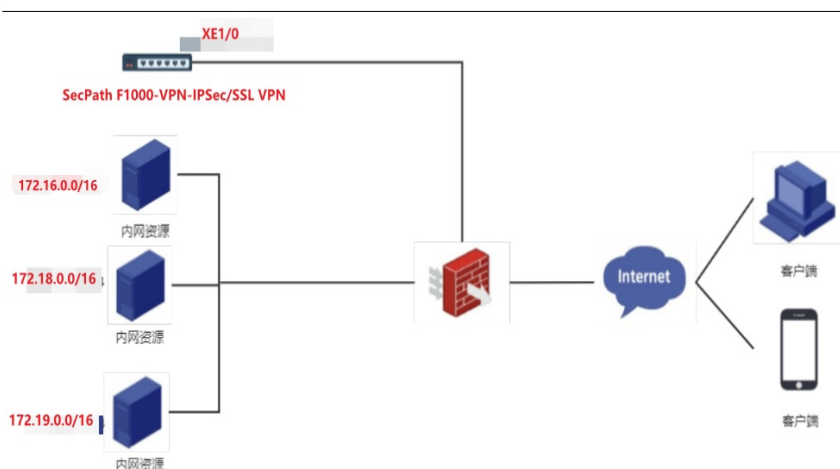 XE1/0
SecPath F1000-VPN-IPSec/SSL VPN
172.16.0.0/16
内网资源
172.18.0.0/16
内网资源
172.19.0.0/16
内网资源
Internet
客户端
客户端